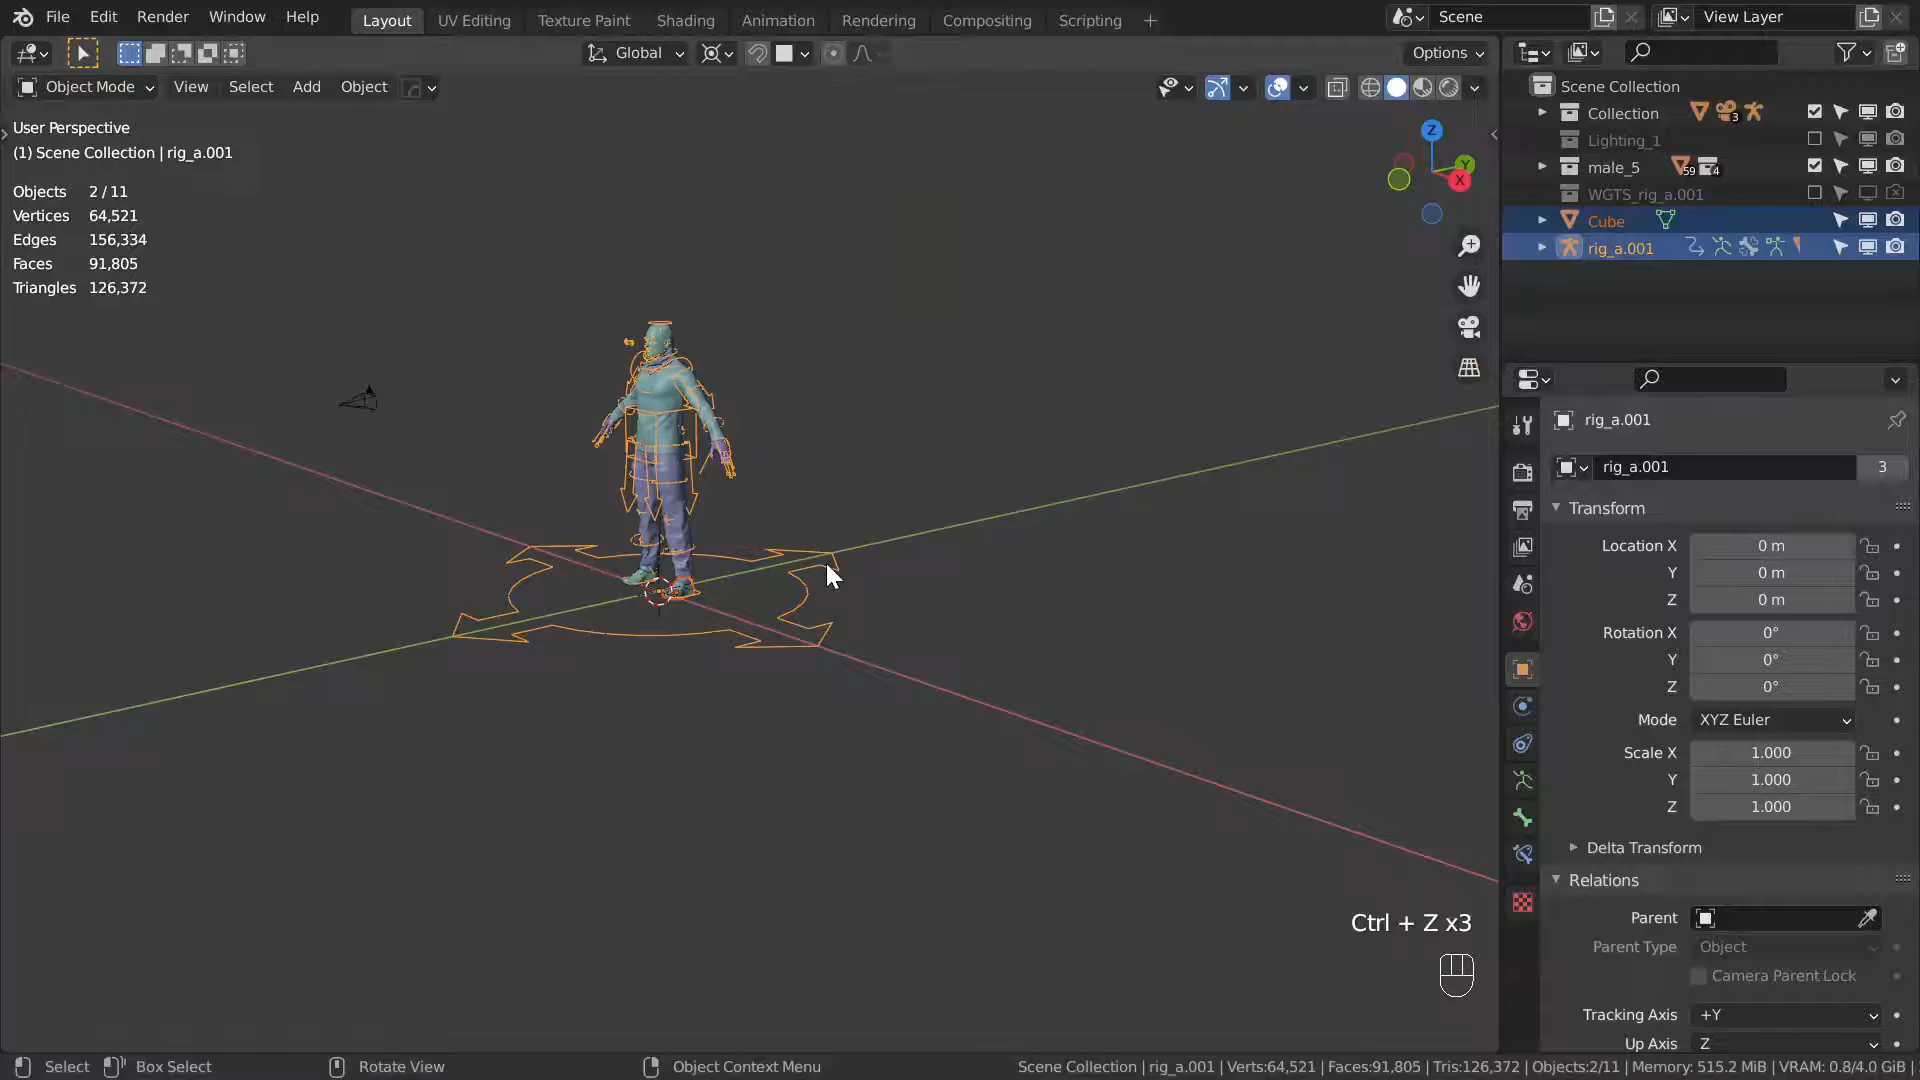 File Edit Render Window Help Layout UV Editing Texture Paint Shading Animation Rendering Compositing Scripting Scene View Layer
Global Options
Object Mode View Select Add Object
User Perspective
(1) Scene Collection | rig_a.001
Objects 2 / 11
Vertices 64,521
Edges 156,334
Faces 91,805
Triangles 126,372
Z
Y
X
Ctrl + Z x3
Scene Collection
Collection 3
Lighting_1
male_5 59 4
WGTS_rig_a.001
Cube
rig_a.001
rig_a.001
rig_a.001 3
Transform
Location X 0 m
Y 0 m
Z 0 m
Rotation X 0°
Y 0°
Z 0°
Mode XYZ Euler
Scale X 1.000
Y 1.000
Z 1.000
Delta Transform
Relations
Parent
Parent Type Object
Camera Parent Lock
Tracking Axis +Y
Up Axis Z
Select Box Select Rotate View Object Context Menu Scene Collection | rig_a.001 | Verts:64,521 | Faces:91,805 | Tris:126,372 | Objects:2/11 | Memory: 515.2 MiB | VRAM: 0.8/4.0 GiB |